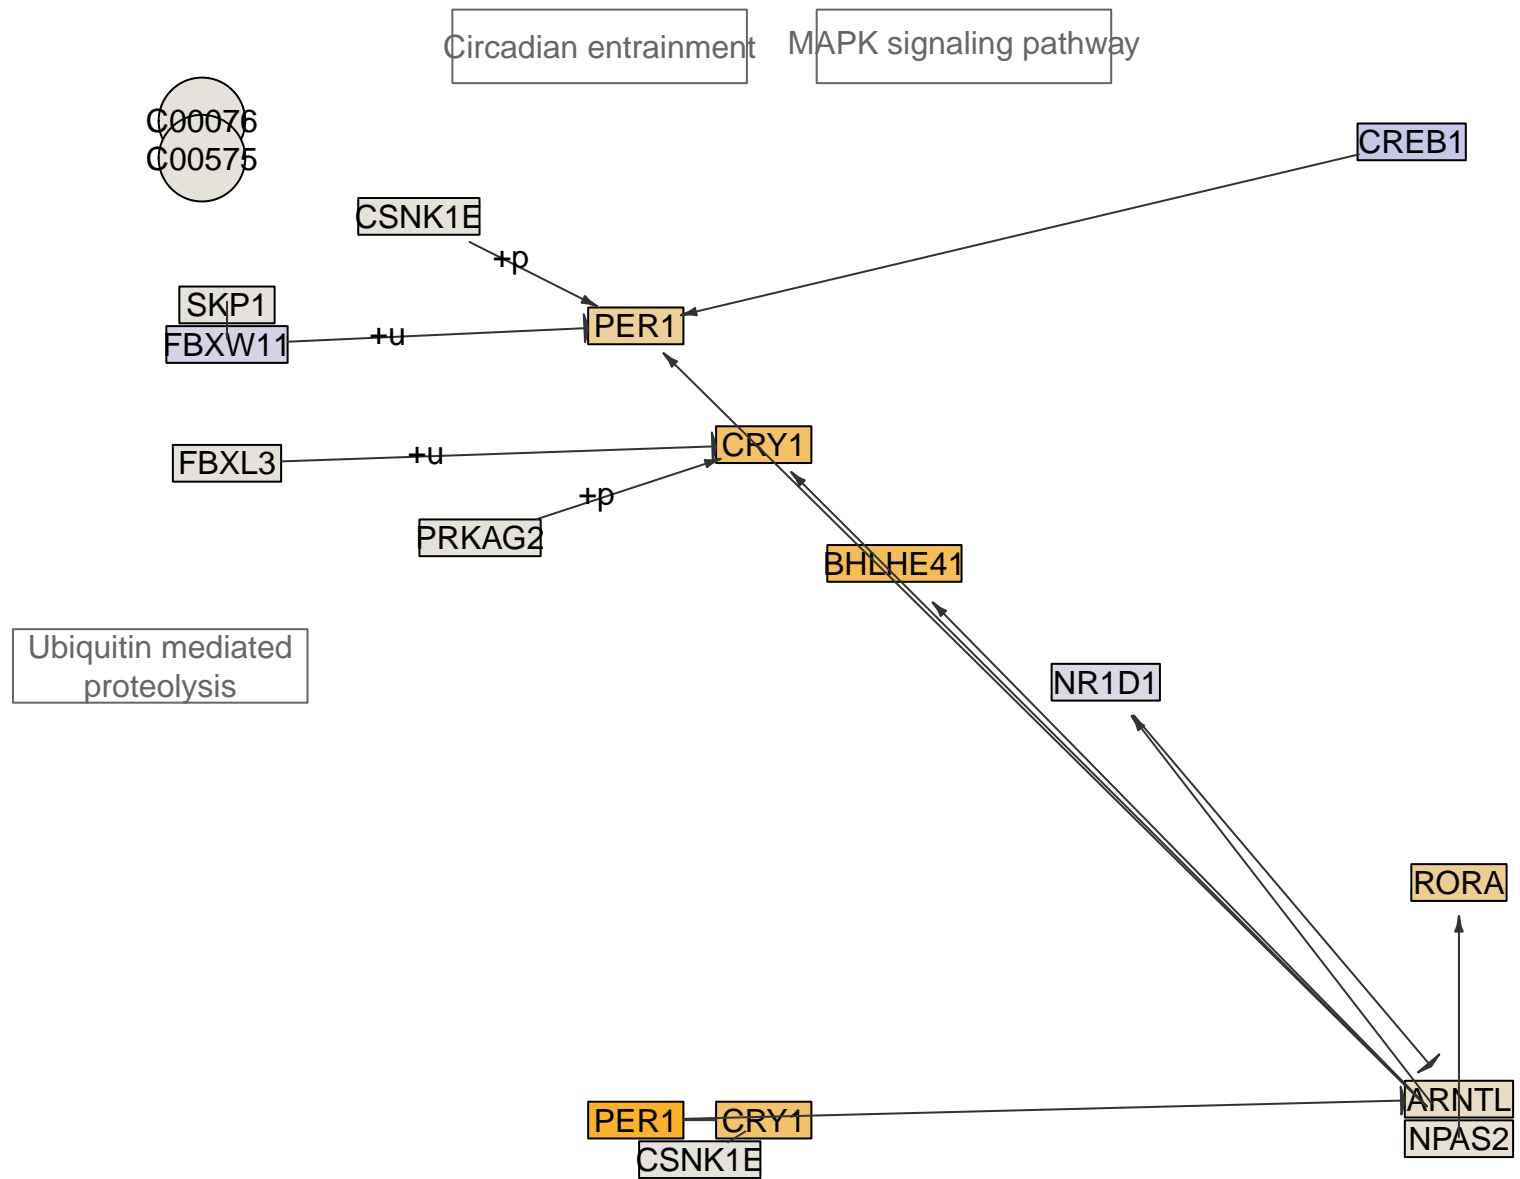 Circadian entrainment
MAPK signaling pathway
C00076
C00575
CREB1
CSNK1E
+p
SKP1
PER1
FBXW11
+u
CRY1
FBXL3
+u
+p
PRKAG2
BHLHE41
Ubiquitin mediated
proteolysis
NR1D1
RORA
ARNTL
PER1
CRY1
NPAS2
CSNK1E